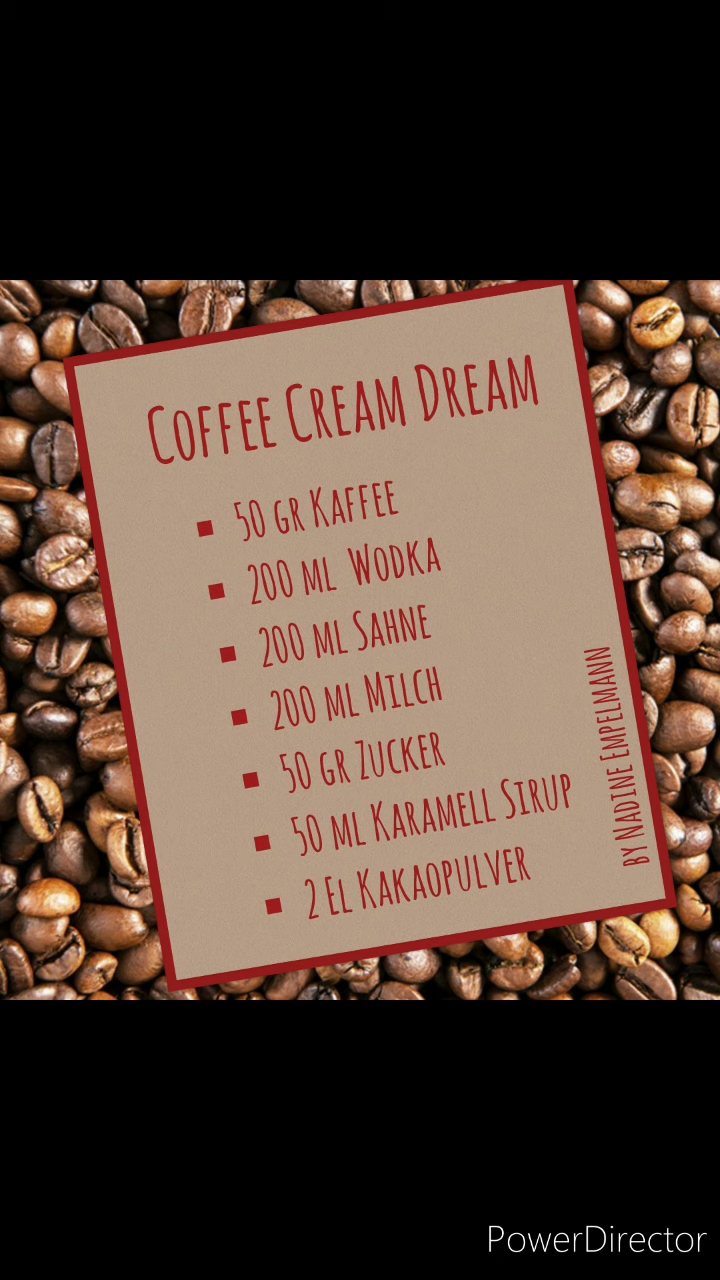 Coffee Cream Dream
▪ 50 gr Kaffee
▪ 200 ml Wodka
▪ 200 ml Sahne
▪ 200 ml Milch
▪ 50 gr Zucker
▪ 50 ml Karamell Sirup
▪ 2 El Kakaopulver
by Nadine Empelmann
PowerDirector